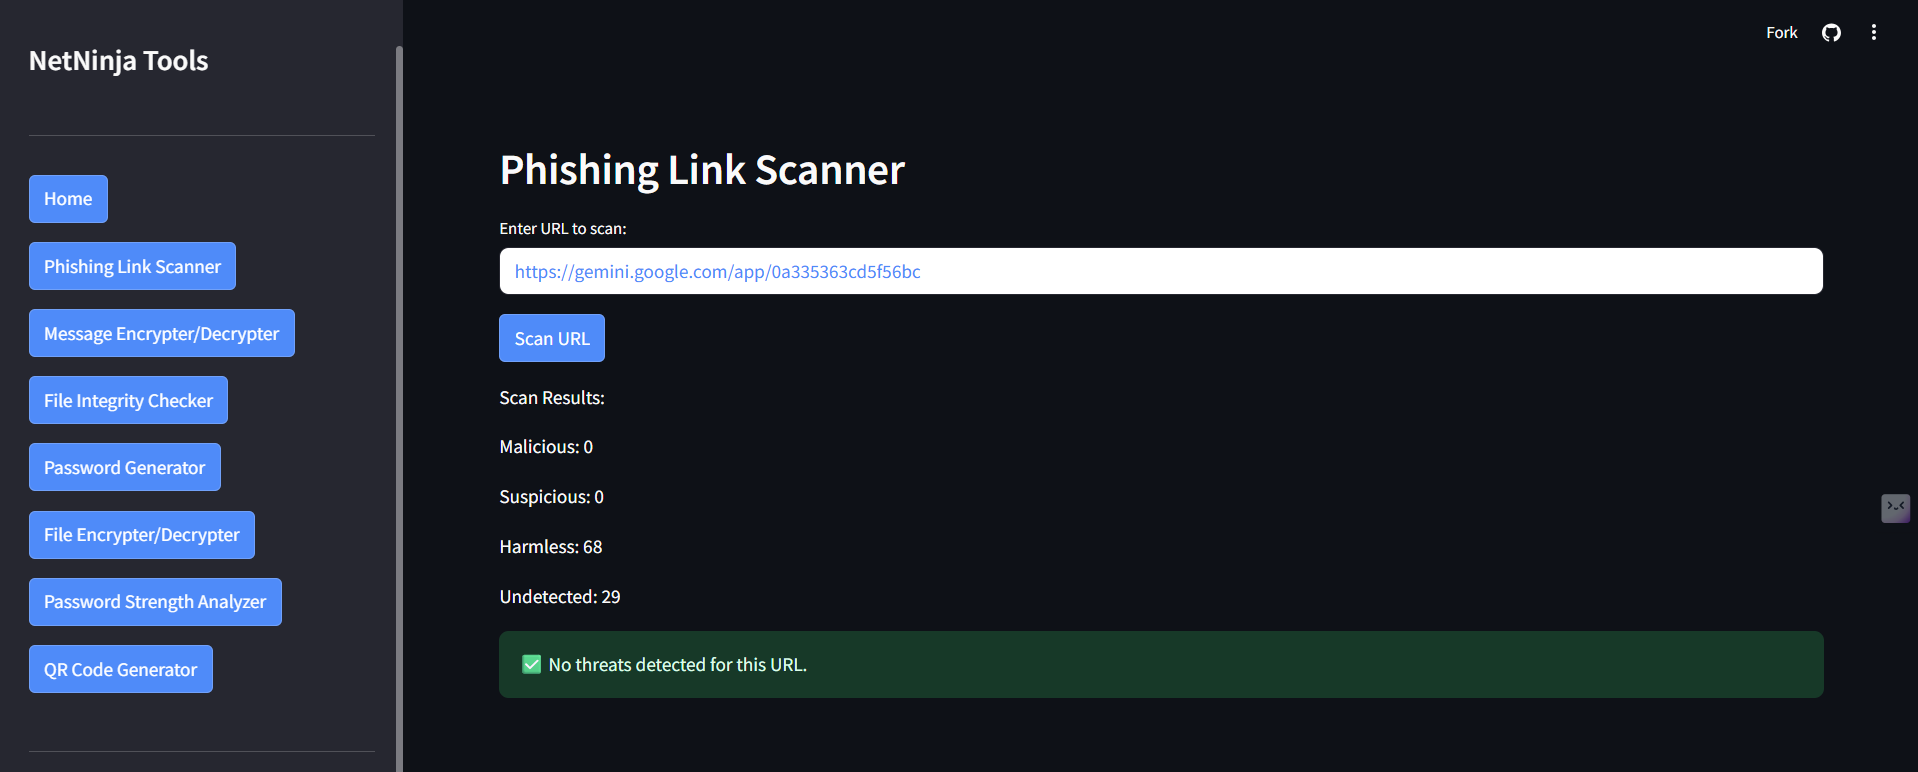 NetNinja Tools
Home
Phishing Link Scanner
Message Encrypter/Decrypter
File Integrity Checker
Password Generator
File Encrypter/Decrypter
Password Strength Analyzer
QR Code Generator
Fork
Phishing Link Scanner
Enter URL to scan:
https://gemini.google.com/app/0a335363cd5f56bc
Scan URL
Scan Results:
Malicious: 0
Suspicious: 0
Harmless: 68
Undetected: 29
✅ No threats detected for this URL.